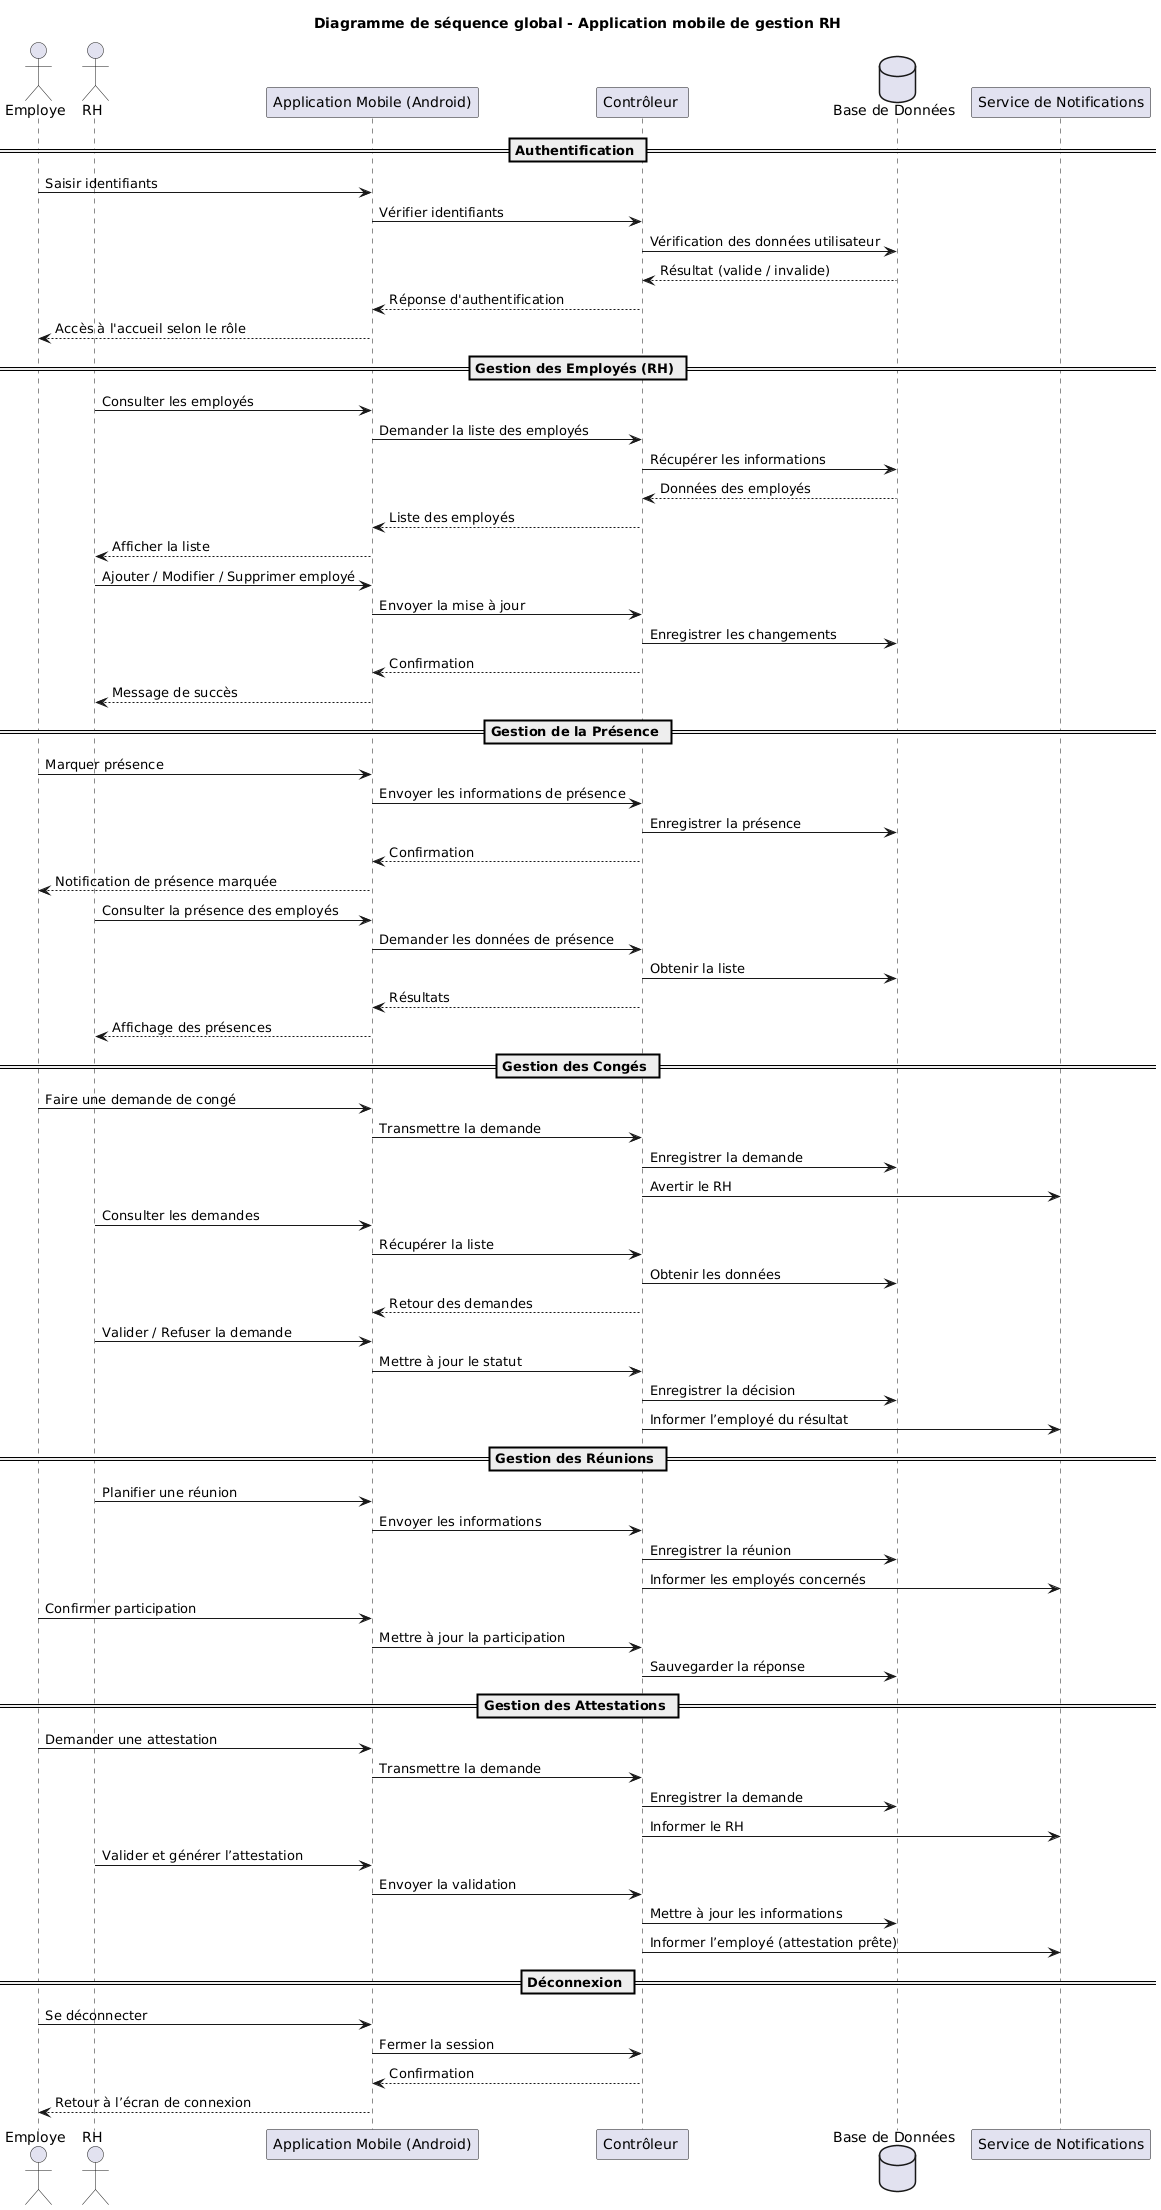 Diagramme de séquence global - Application mobile de gestion RH
Employe
RH
Application Mobile (Android)
Contrôleur
Base de Données
Service de Notifications
Authentification
Saisir identifiants
Vérifier identifiants
Vérification des données utilisateur
Résultat (valide / invalide)
Réponse d'authentification
Accès à l'accueil selon le rôle
Gestion des Employés (RH)
Consulter les employés
Demander la liste des employés
Récupérer les informations
Données des employés
Liste des employés
Afficher la liste
Ajouter / Modifier / Supprimer employé
Envoyer la mise à jour
Enregistrer les changements
Confirmation
Message de succès
Gestion de la Présence
Marquer présence
Envoyer les informations de présence
Enregistrer la présence
Confirmation
Notification de présence marquée
Consulter la présence des employés
Demander les données de présence
Obtenir la liste
Résultats
Affichage des présences
Gestion des Congés
Faire une demande de congé
Transmettre la demande
Enregistrer la demande
Avertir le RH
Consulter les demandes
Récupérer la liste
Obtenir les données
Retour des demandes
Valider / Refuser la demande
Mettre à jour le statut
Enregistrer la décision
Informer l’employé du résultat
Gestion des Réunions
Planifier une réunion
Envoyer les informations
Enregistrer la réunion
Informer les employés concernés
Confirmer participation
Mettre à jour la participation
Sauvegarder la réponse
Gestion des Attestations
Demander une attestation
Transmettre la demande
Enregistrer la demande
Informer le RH
Valider et générer l’attestation
Envoyer la validation
Mettre à jour les informations
Informer l’employé (attestation prête)
Déconnexion
Se déconnecter
Fermer la session
Confirmation
Retour à l’écran de connexion
Employe
RH
Application Mobile (Android)
Contrôleur
Base de Données
Service de Notifications